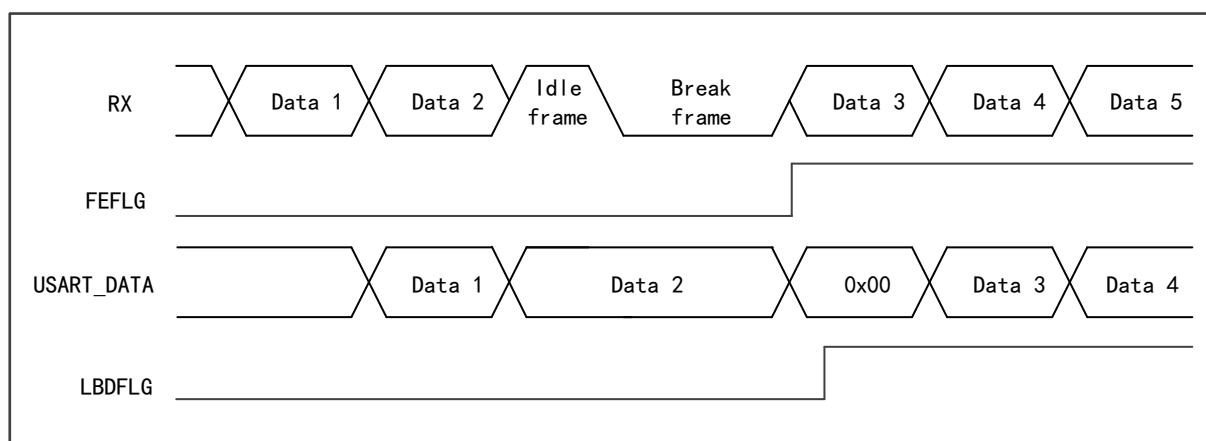 RX
Data 1
Data 2
Idle
frame
Break
frame
Data 3
Data 4
Data 5
FEFLG
USART_DATA
Data 1
Data 2
0x00
Data 3
Data 4
LBDFLG